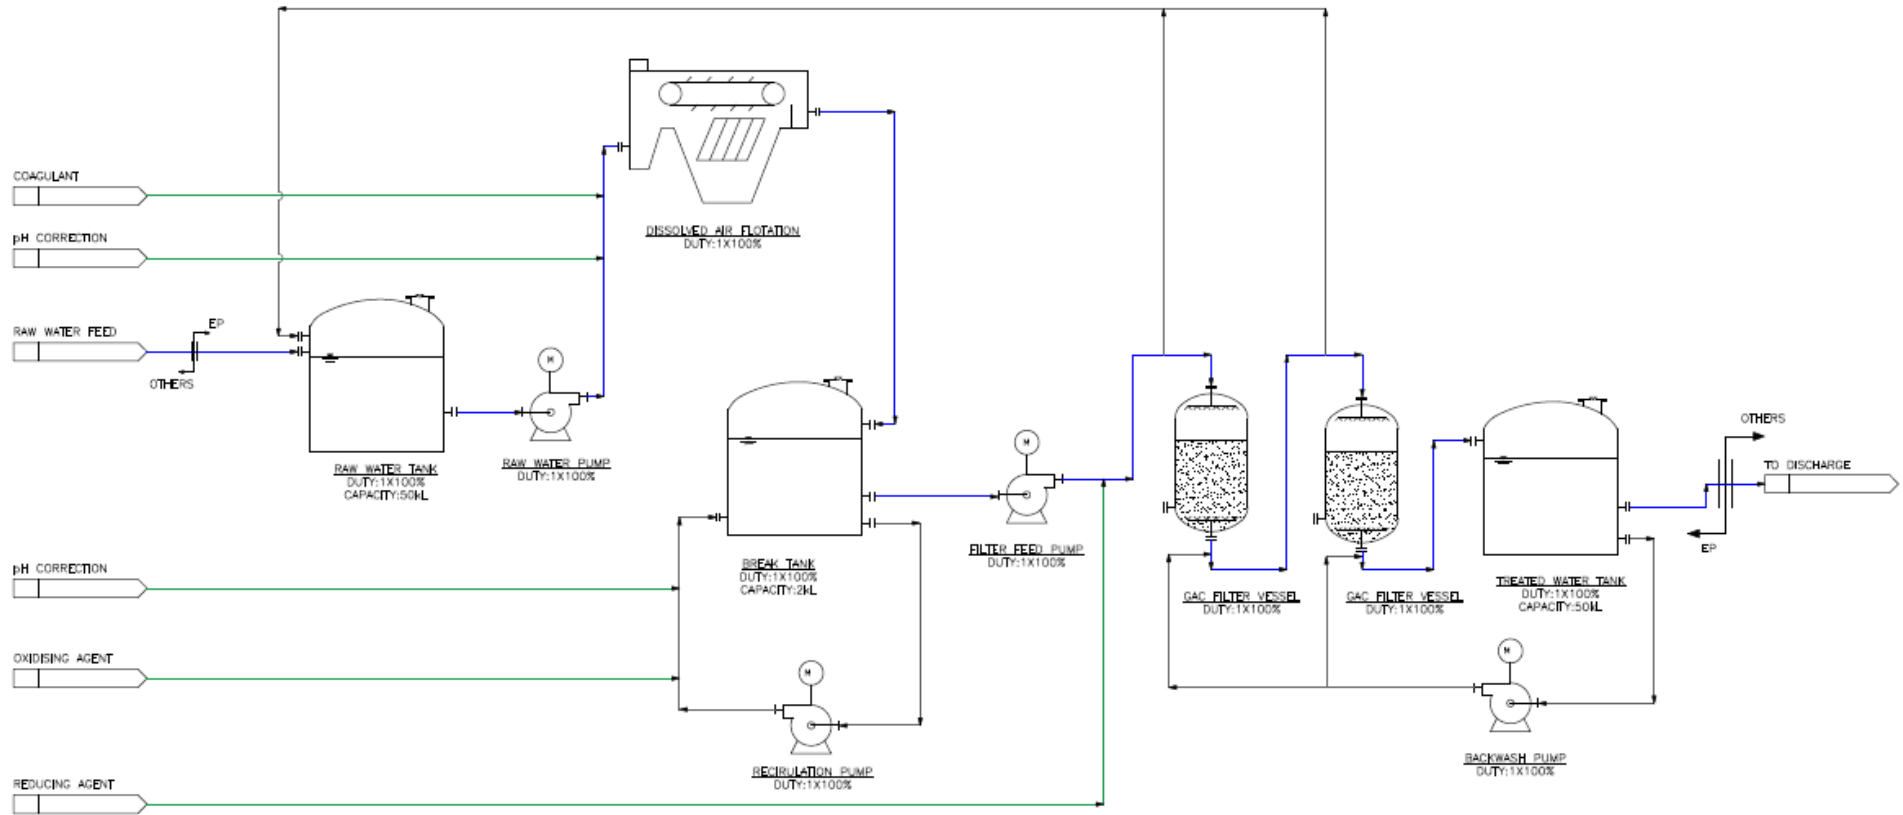 COAGULANT
pH CORRECTION
RAW WATER FEED
EP
OTHERS
DISSOLVED AIR FLOTATION
DUTY:1X100%
M
RAW WATER TANK
DUTY:1X100%
CAPACITY:50kL
RAW WATER PUMP
DUTY:1X100%
M
BREAK TANK
DUTY:1X100%
CAPACITY:2kL
FILTER FEED PUMP
DUTY:1X100%
GAC FILTER VESSEL
DUTY:1X100%
GAC FILTER VESSEL
DUTY:1X100%
TREATED WATER TANK
DUTY:1X100%
CAPACITY:50kL
OTHERS
TO DISCHARGE
EP
pH CORRECTION
OXIDISING AGENT
M
RECIRULATION PUMP
DUTY:1X100%
M
BACKWASH PUMP
DUTY:1X100%
REDUCING AGENT